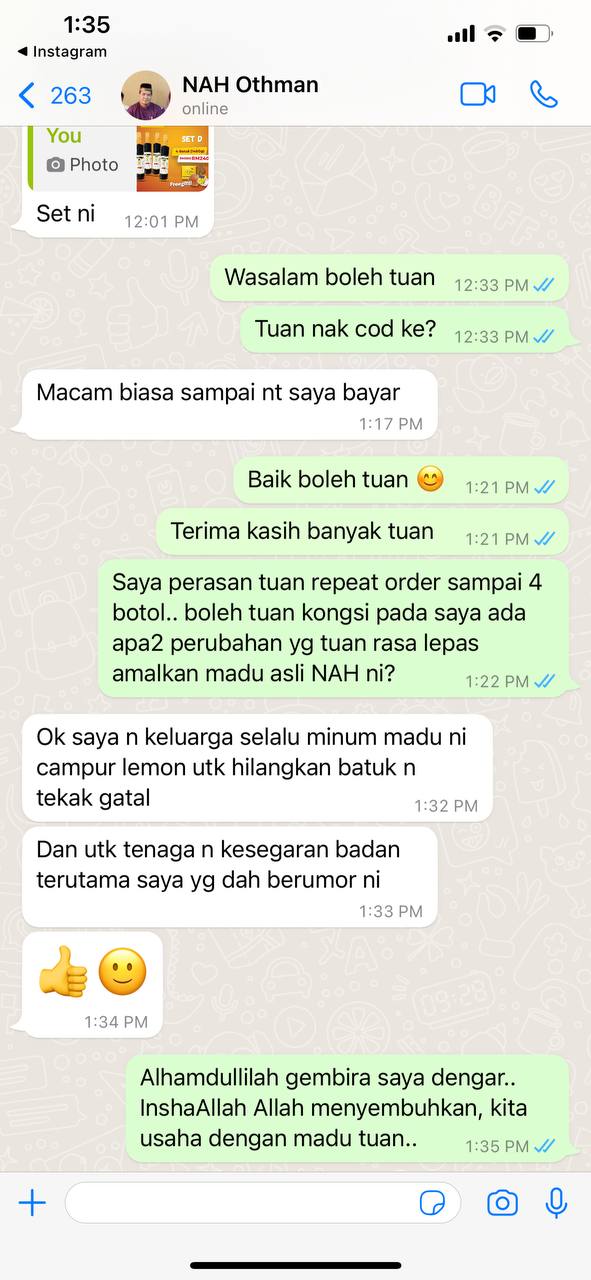 1:35
◀ Instagram
263
NAH Othman
online
You
Photo
SET D
Set ni
12:01 PM
Wasalam boleh tuan
12:33 PM
Tuan nak cod ke?
12:33 PM
Macam biasa sampai nt saya bayar
1:17 PM
Baik boleh tuan 😊
1:21 PM
Terima kasih banyak tuan
1:21 PM
Saya perasan tuan repeat order sampai 4
botol.. boleh tuan kongsi pada saya ada
apa2 perubahan yg tuan rasa lepas
amalkan madu asli NAH ni?
1:22 PM
Ok saya n keluarga selalu minum madu ni
campur lemon utk hilangkan batuk n
tekak gatal
1:32 PM
Dan utk tenaga n kesegaran badan
terutama saya yg dah berumor ni
1:33 PM
👍🙂
1:34 PM
Alhamdullilah gembira saya dengar..
InshaAllah Allah menyembuhkan, kita
usaha dengan madu tuan..
1:35 PM